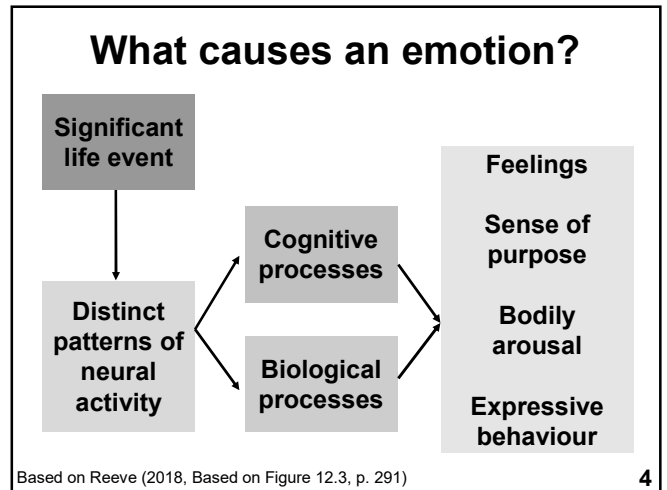 What causes an emotion?
Significant
life event
Distinct
patterns of
neural
activity
Cognitive
processes
Biological
processes
Feelings
Sense of
purpose
Bodily
arousal
Expressive
behaviour
Based on Reeve (2018, Based on Figure 12.3, p. 291)
4